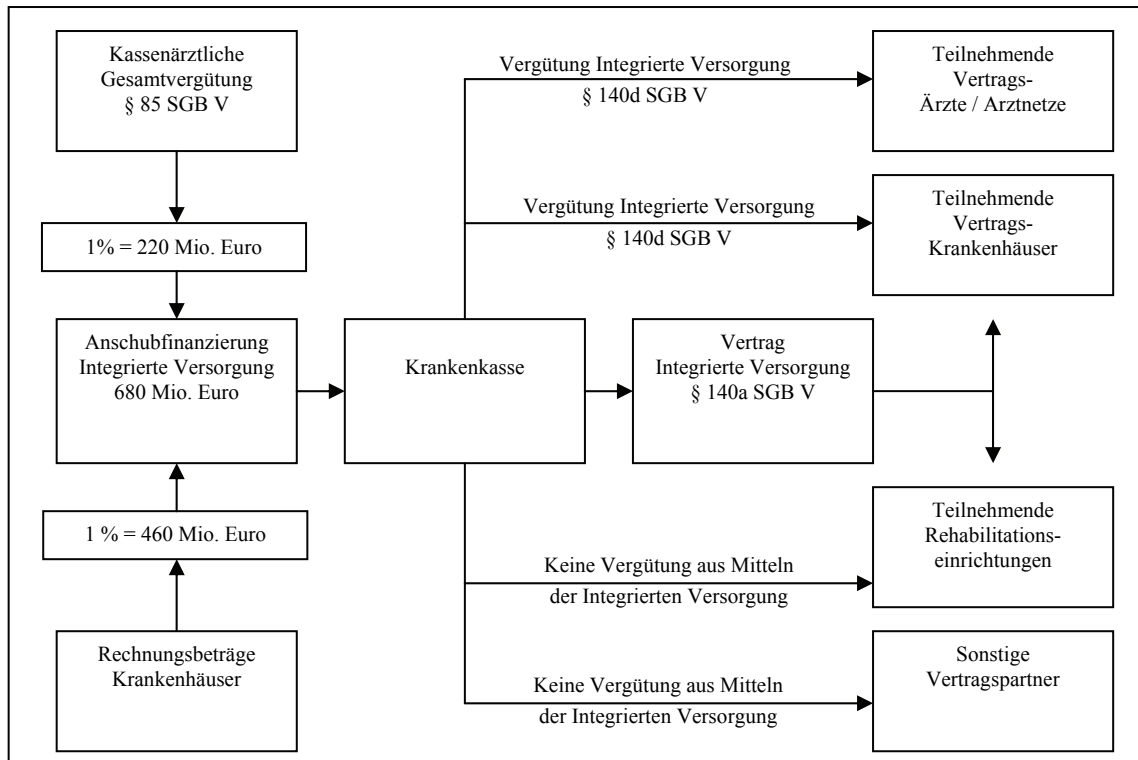 Kassenärztliche
Gesamtvergütung
§ 85 SGB V
1% = 220 Mio. Euro
Anschubfinanzierung
Integrierte Versorgung
680 Mio. Euro
1 % = 460 Mio. Euro
Rechnungsbeträge
Krankenhäuser
Krankenkasse
Vergütung Integrierte Versorgung
§ 140d SGB V
Vergütung Integrierte Versorgung
§ 140d SGB V
Vertrag
Integrierte Versorgung
§ 140a SGB V
Keine Vergütung aus Mitteln
der Integrierten Versorgung
Keine Vergütung aus Mitteln
der Integrierten Versorgung
Teilnehmende
Vertrags-
Ärzte / Arztnetze
Teilnehmende
Vertrags-
Krankenhäuser
Teilnehmende
Rehabilitations-
einrichtungen
Sonstige
Vertragspartner